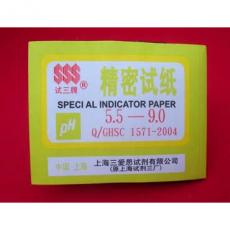 SSS®
试三牌
精密试纸
SPECIAL INDICATOR PAPER
pH
5.5—9.0
Q/GHSC 1571-2004
中国 上海
上海三爱思试剂有限公司
(原上海试剂三厂)